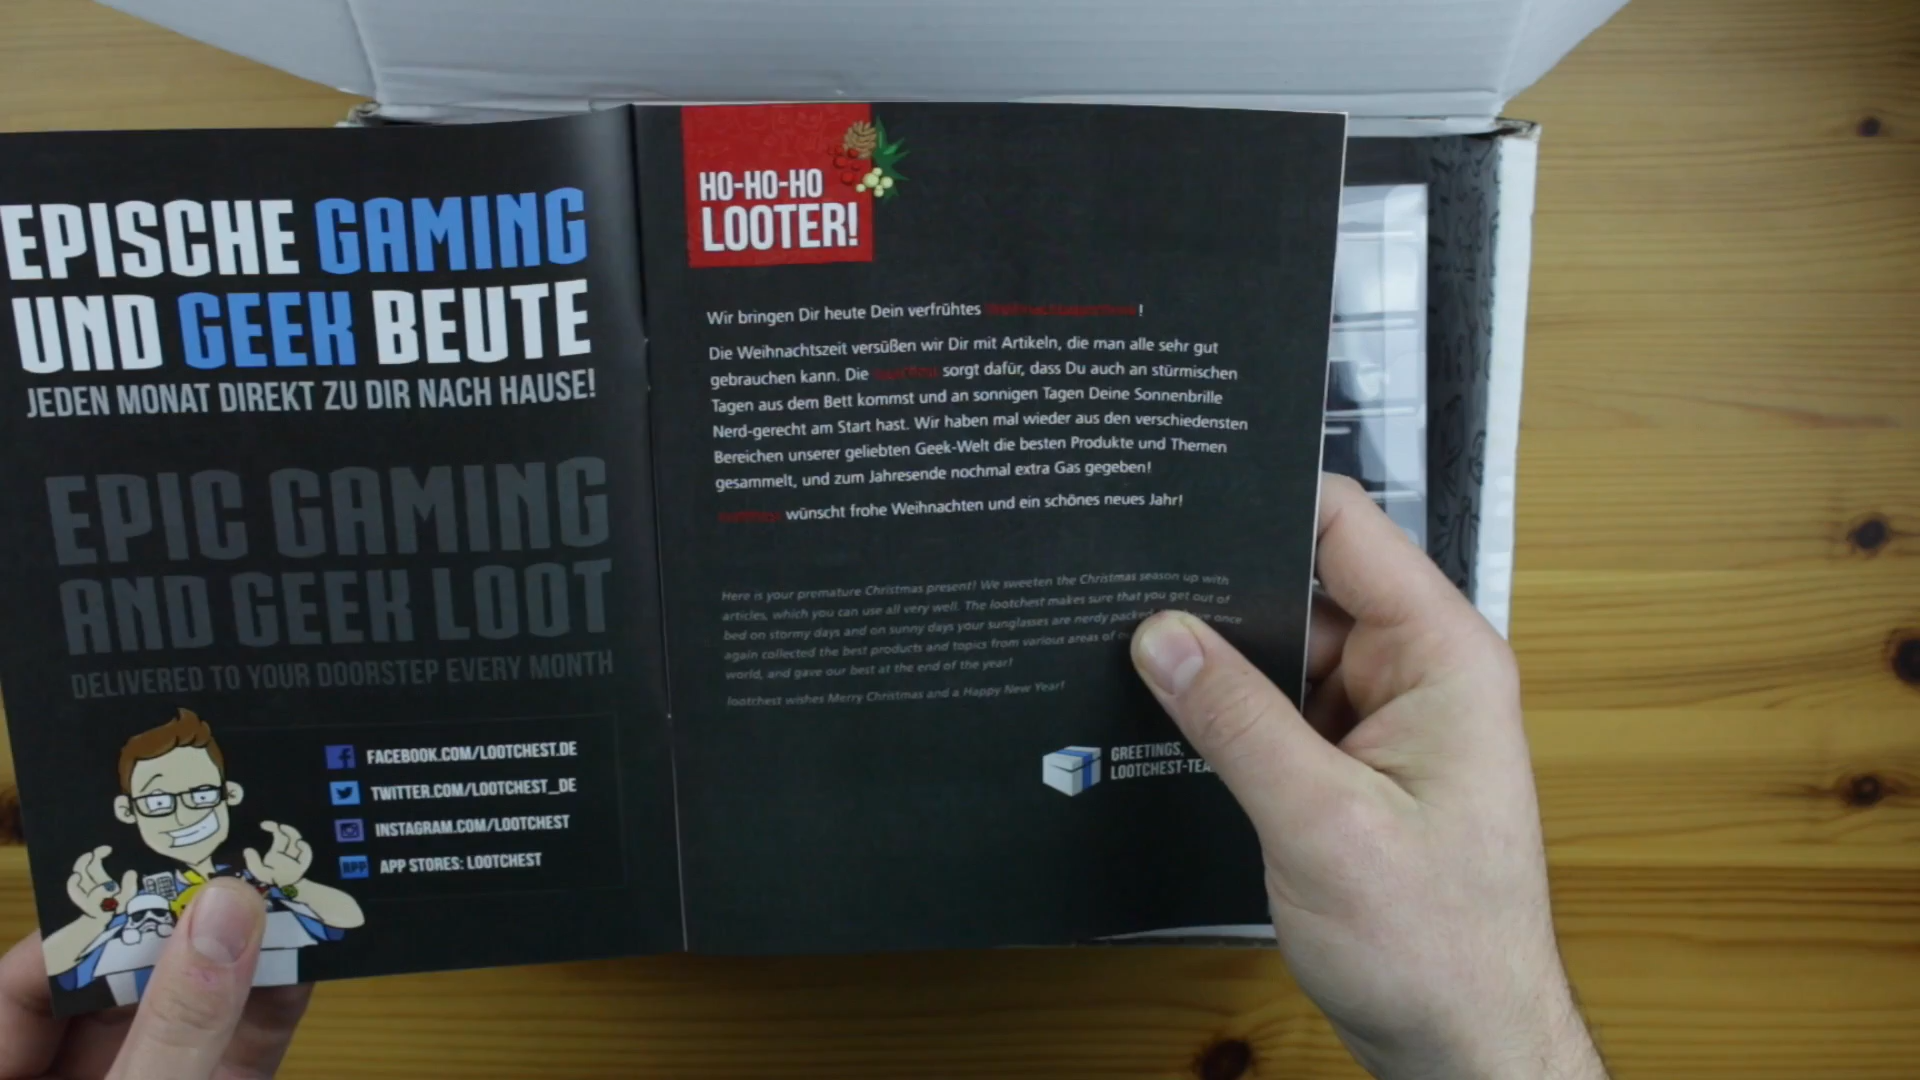 EPISCHE GAMING
UND GEEK BEUTE
JEDEN MONAT DIREKT ZU DIR NACH HAUSE!
EPIC GAMING
AND GEEK LOOT
DELIVERED TO YOUR DOORSTEP EVERY MONTH
FACEBOOK.COM/LOOTCHEST.DE
TWITTER.COM/LOOTCHEST_DE
INSTAGRAM.COM/LOOTCHEST
APP APP STORES: LOOTCHEST
HO-HO-HO
LOOTER!
Wir bringen Dir heute Dein verfrühtes !
Die Weihnachtszeit versüßen wir Dir mit Artikeln, die man alle sehr gut
gebrauchen kann. Die lootchest sorgt dafür, dass Du auch an stürmischen
Tagen aus dem Bett kommst und an sonnigen Tagen Deine Sonnenbrille
Nerd-gerecht am Start hast. Wir haben mal wieder aus den verschiedensten
Bereichen unserer geliebten Geek-Welt die besten Produkte und Themen
gesammelt, und zum Jahresende nochmal extra Gas gegeben!
lootchest wünscht frohe Weihnachten und ein schönes neues Jahr!
Here is your premature Christmas present! We sweeten the Christmas season up with
articles, which you can use all very well. The lootchest makes sure that you get out of
bed on stormy days and on sunny days your sunglasses are nerdy packed once
again collected the best products and topics from various areas of
world, and gave our best at the end of the year!
lootchest wishes Merry Christmas and a Happy New Year!
GREETINGS,
LOOTCHEST-TEA